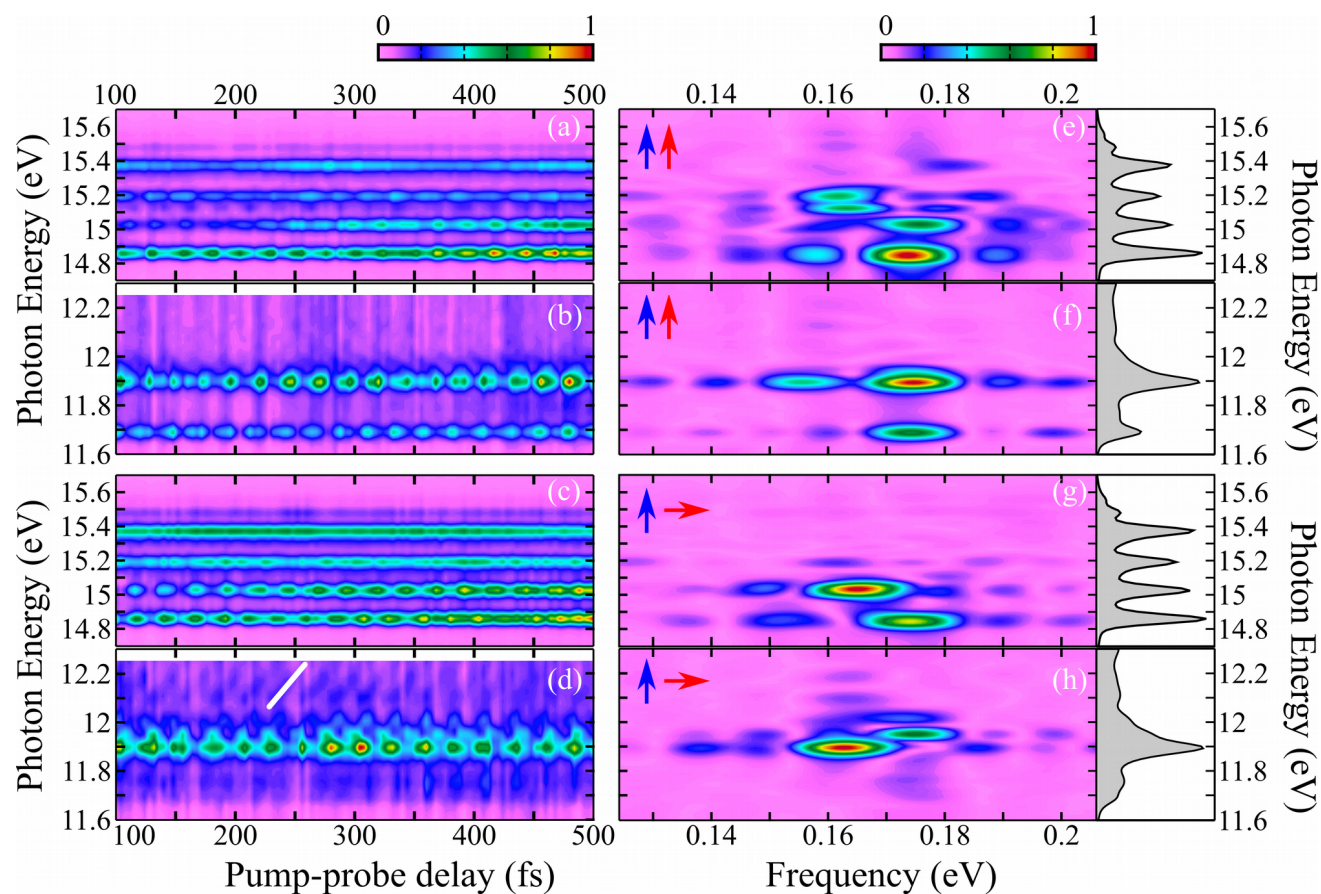 0 1 0 1
100 200 300 400 500 0.14 0.16 0.18 0.2
15.6 (a) (e) 15.6
15.4 15.4
15.2 15.2
15 15
14.8 14.8
12.2 (b) (f) 12.2
12 12
11.8 11.8
11.6 11.6
Photon Energy (eV) Photon Energy (eV)
15.6 (c) (g) 15.6
15.4 15.4
15.2 15.2
15 15
14.8 14.8
12.2 (d) (h) 12.2
12 12
11.8 11.8
11.6 11.6
Photon Energy (eV) Photon Energy (eV)
100 200 300 400 500 0.14 0.16 0.18 0.2
Pump-probe delay (fs) Frequency (eV)